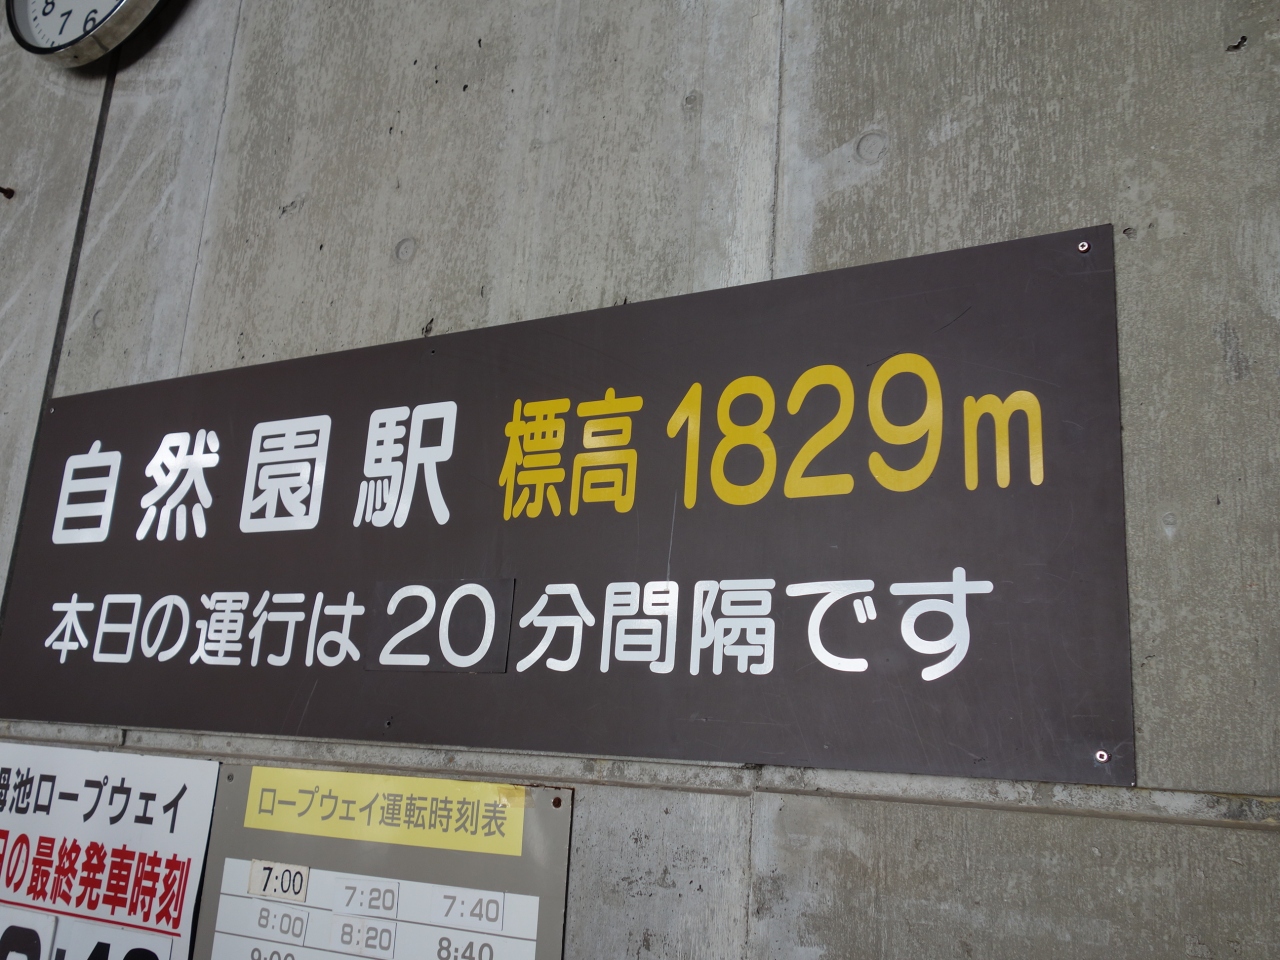 8 7 6
自然園駅 標高1829m
本日の運行は20分間隔です
池ロープウェイ
の最終発車時刻
ロープウェイ運転時刻表
7:00 7:20 7:40
8:00 8:20 8:40